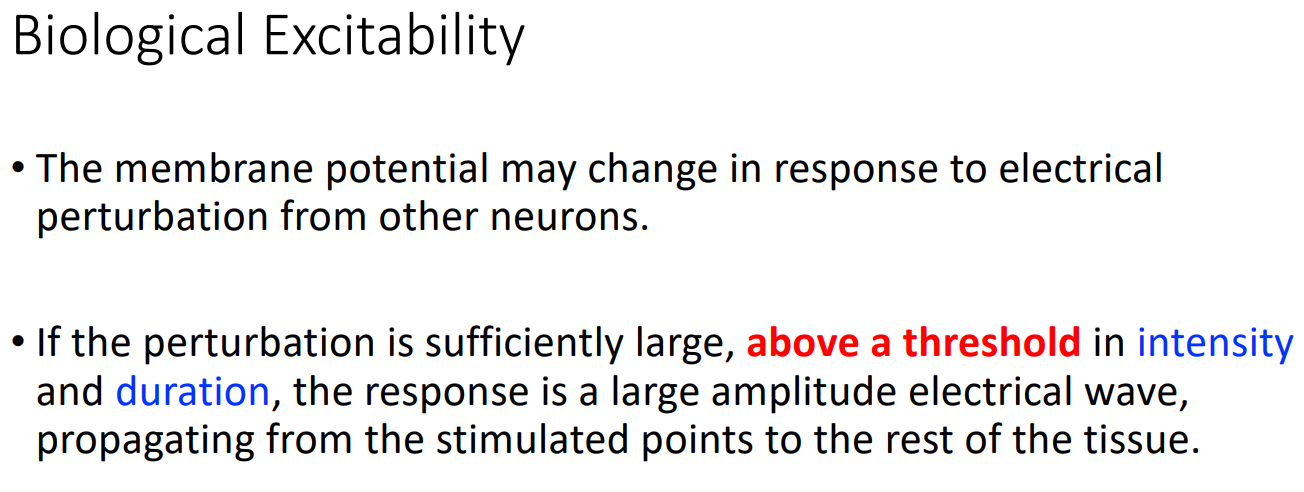 Biological Excitability
• The membrane potential may change in response to electrical
perturbation from other neurons.
• If the perturbation is sufficiently large, above a threshold in intensity
and duration, the response is a large amplitude electrical wave,
propagating from the stimulated points to the rest of the tissue.